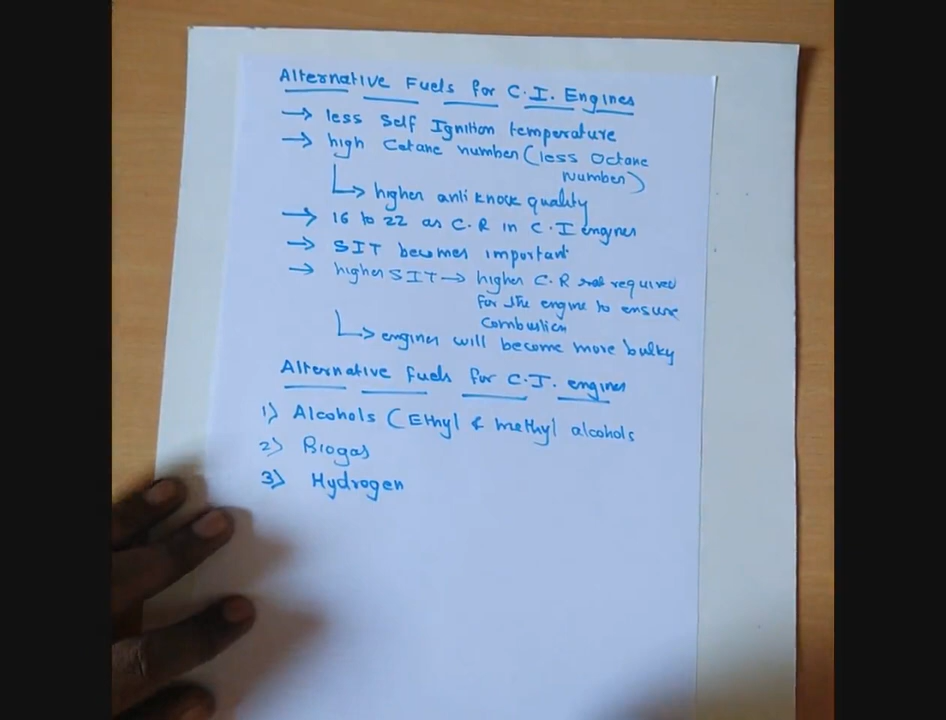 Alternative Fuels for C.I. Engines
→ less Self Ignition temperature
→ high Cetane number (less Octane
Number)
↳ higher anti knock quality
→ 16 to 22 as C.R in C.I engines
→ SIT becomes important
→ higher SIT → higher C.R required
for the engine to ensure
Combustion
↳ engines will become more bulky
Alternative fuels for C.I. engines
1) Alcohols (Ethyl & methyl alcohols
2) Biogas
3) Hydrogen